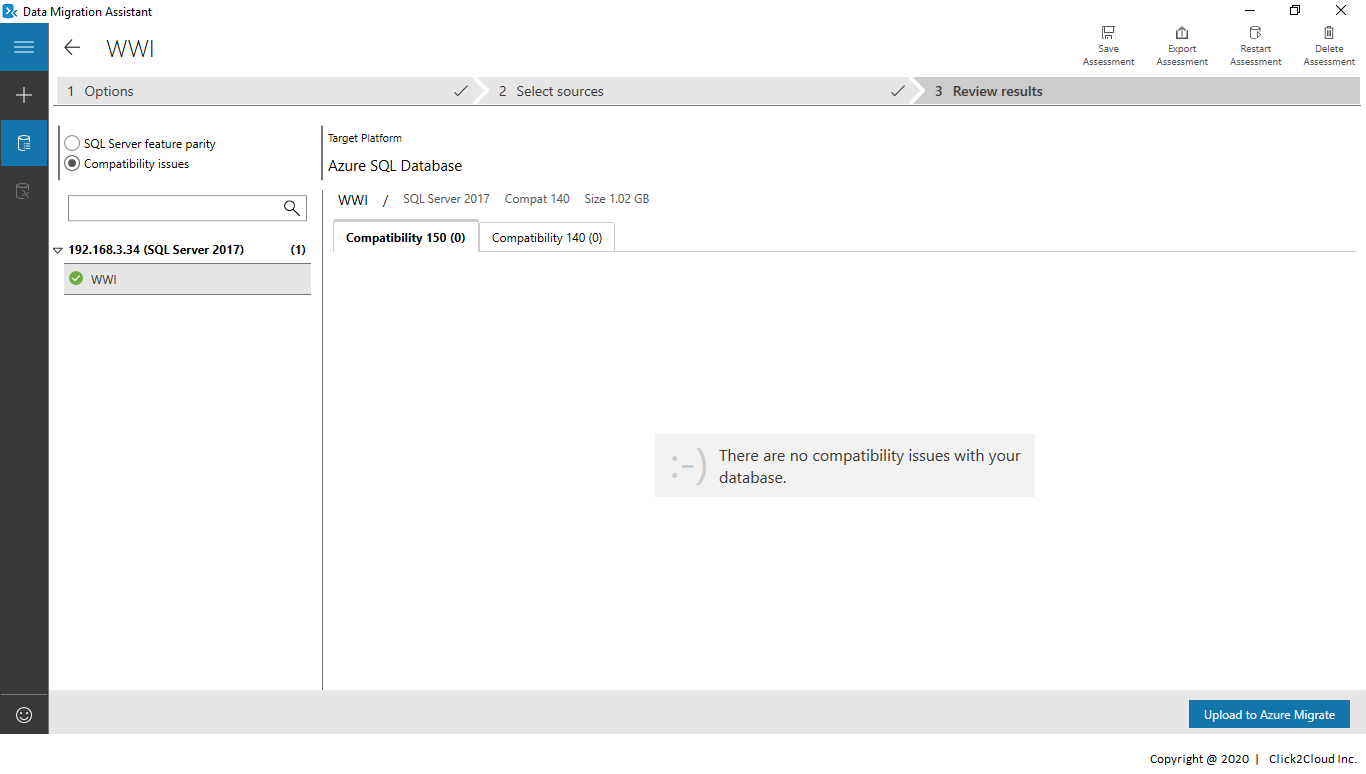 Data Migration Assistant
WWI
Save Assessment
Export Assessment
Restart Assessment
Delete Assessment
1 Options
2 Select sources
3 Review results
SQL Server feature parity
Compatibility issues
Target Platform
Azure SQL Database
192.168.3.34 (SQL Server 2017) (1)
WWI
WWI / SQL Server 2017 Compat 140 Size 1.02 GB
Compatibility 150 (0)
Compatibility 140 (0)
:-)
There are no compatibility issues with your
database.
Upload to Azure Migrate
Copyright @ 2020 | Click2Cloud Inc.